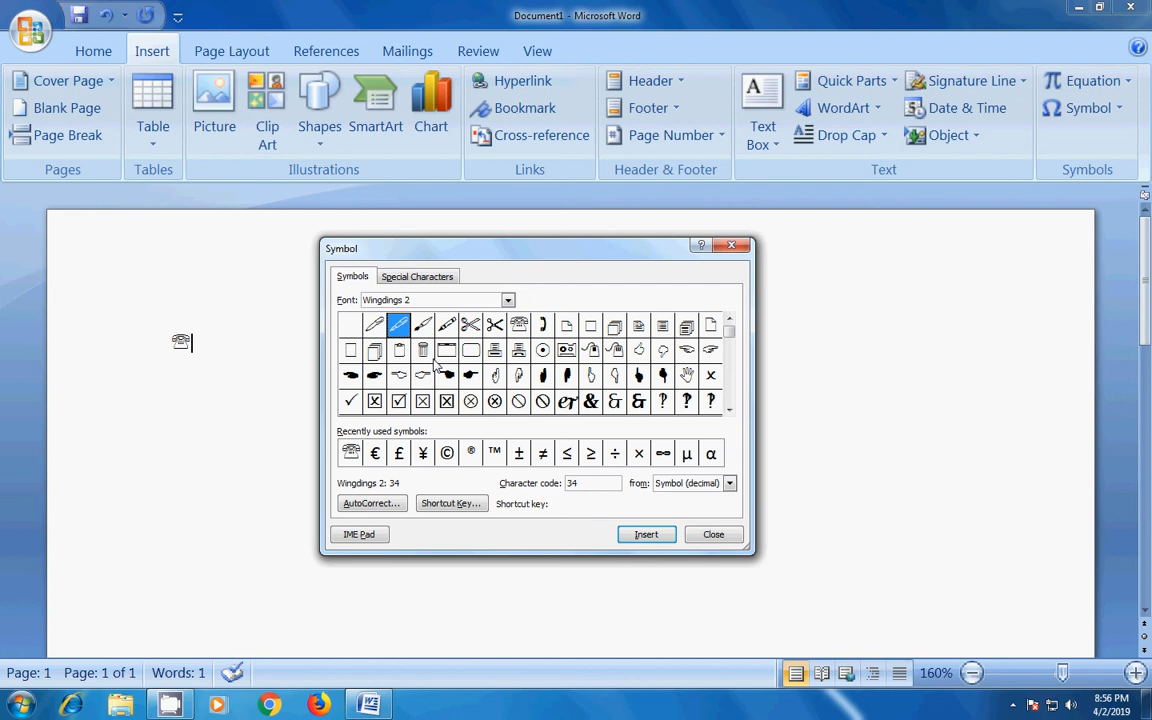 Document1 - Microsoft Word
Home Insert Page Layout References Mailings Review View
Cover Page
Blank Page
Page Break
Pages
Table
Tables
Picture Clip Art Shapes SmartArt Chart
Illustrations
Hyperlink
Bookmark
Cross-reference
Links
Header
Footer
Page Number
Header & Footer
Text Box
Quick Parts
WordArt
Drop Cap
Signature Line
Date & Time
Object
Text
Equation
Symbol
Symbols
☎
Symbol
Symbols Special Characters
Font: Wingdings 2
Recently used symbols:
☎ € £ ¥ © ® ™ ± ≠ ≤ ≥ ÷ × ∞ µ α
Wingdings 2: 34 Character code: 34 from: Symbol (decimal)
AutoCorrect... Shortcut Key... Shortcut key:
IME Pad Insert Close
Page: 1 Page: 1 of 1 Words: 1 160%
8:56 PM
4/2/2019